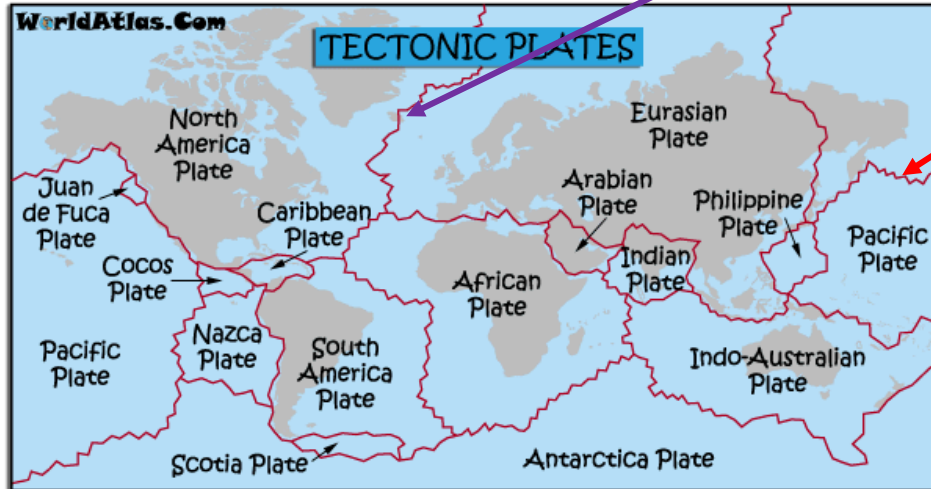 WorldAtlas.Com
TECTONIC PLATES
North
America
Plate
Eurasian
Plate
Juan
de Fuca
Plate
Caribbean
Plate
Arabian
Plate
Philippine
Plate
Cocos
Plate
African
Plate
Indian
Plate
Pacific
Plate
Pacific
Plate
Nazca
Plate
South
America
Plate
Indo-Australian
Plate
Scotia Plate
Antarctica Plate